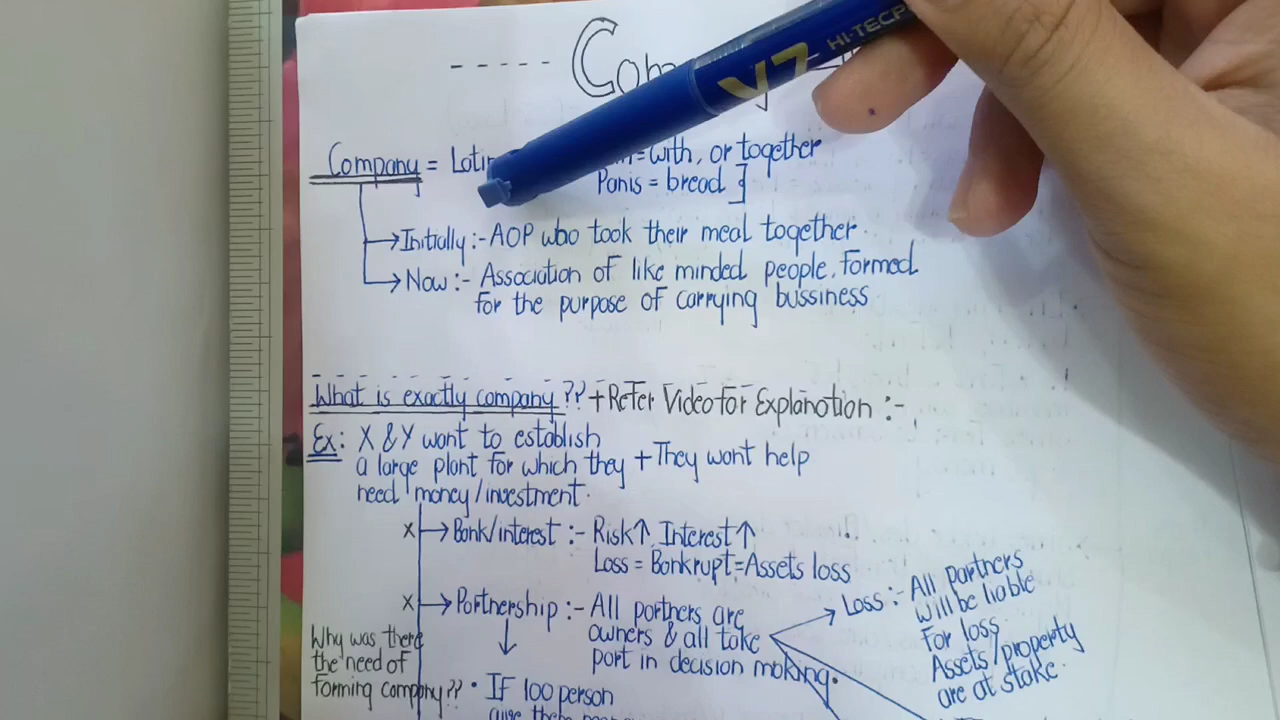 V7 HI-TECP
Company = Latin
= with, or together
Panis = bread ]
→ Initially :- AOP who took their meal together.
→ Now :- Association of like minded people, formed
for the purpose of carrying bussiness
What is exactly company ?? + Refer Video for Explanation :-
Ex: X & Y want to establish
a large plant for which they + They want help
need money/investment.
x → Bank/interest :- Risk↑ Interest↑
Loss = Bankrupt = Assets loss
x → Partnership :- All partners are
owners & all take
part in decision making.
→ Loss :- All partners
will be liable
for loss.
Assets/property
are at stake.
Why was there
the need of
forming company??
• If 100 person